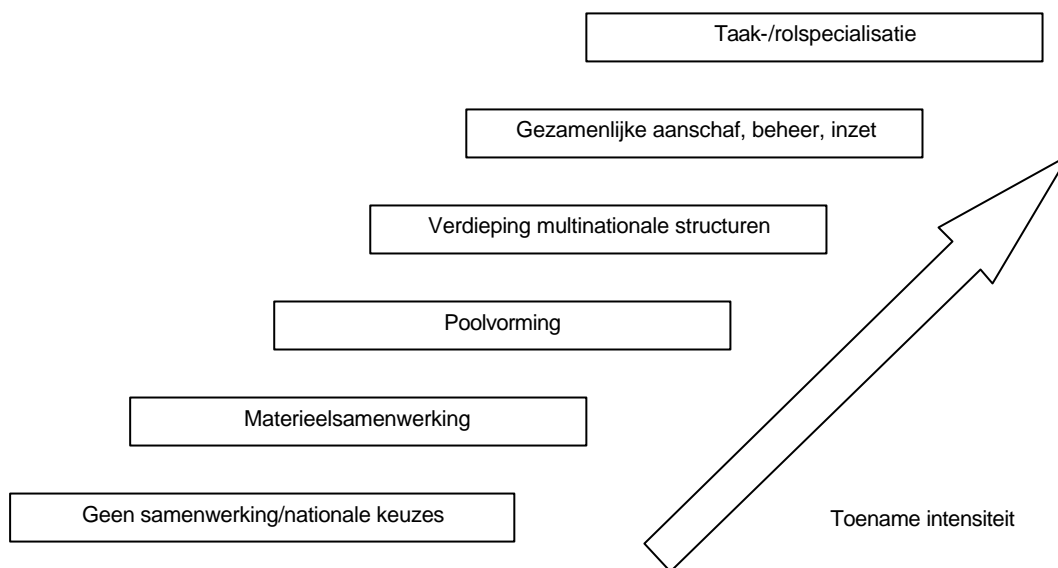 Taak-/rolspecialisatie
Gezamenlijke aanschaf, beheer, inzet
Verdieping multinationale structuren
Poolvorming
Materieelsamenwerking
Geen samenwerking/nationale keuzes
Toename intensiteit